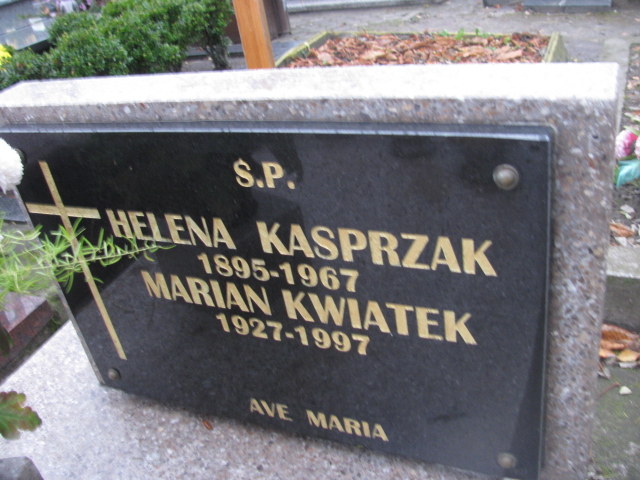 Ś.P.
HELENA KASPRZAK
1895-1967
MARIAN KWIATEK
1927-1997
AVE MARIA